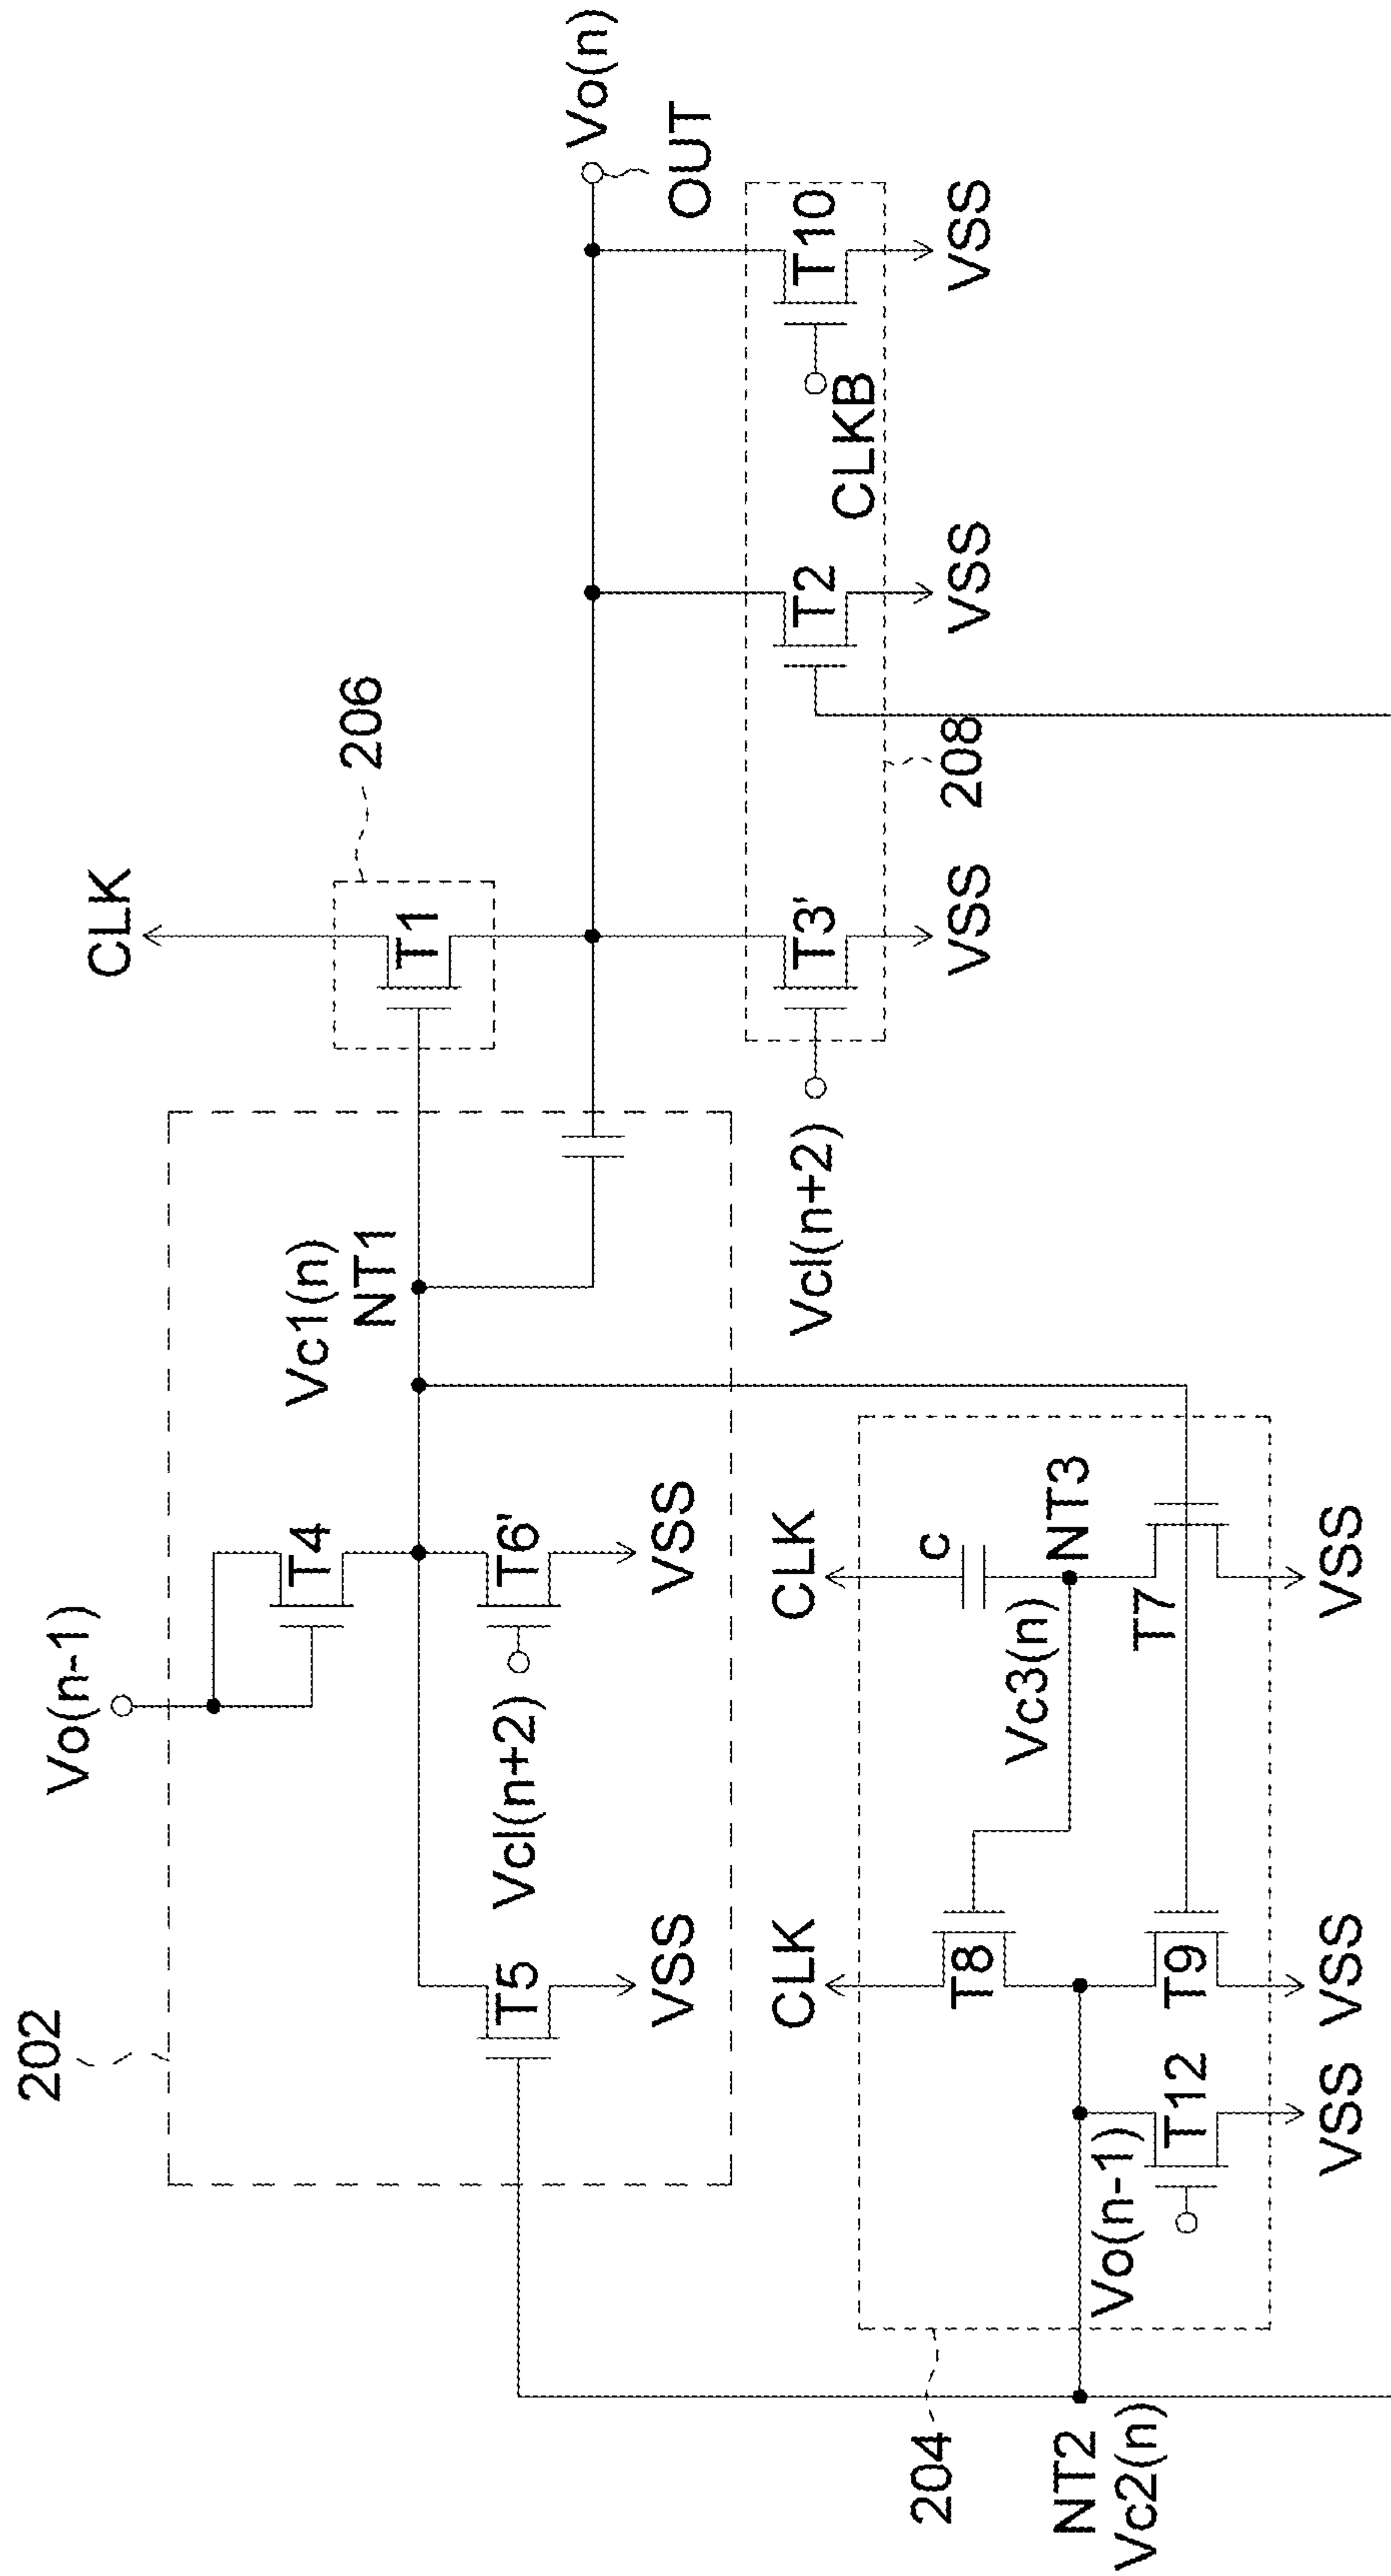 202
Vo(n-1)
CLK
206
T4
Vc1(n)
NT1
T1
Vo(n)
OUT
T5
T6'
Vcl(n+2)
VSS
VSS
Vcl(n+2)
T3'
T2
T10
CLKB
VSS
208
VSS
VSS
CLK
CLK
c
T8
Vc3(n)
NT3
204
NT2
Vc2(n)
Vo(n-1)
T12
T9
T7
VSS
VSS
VSS